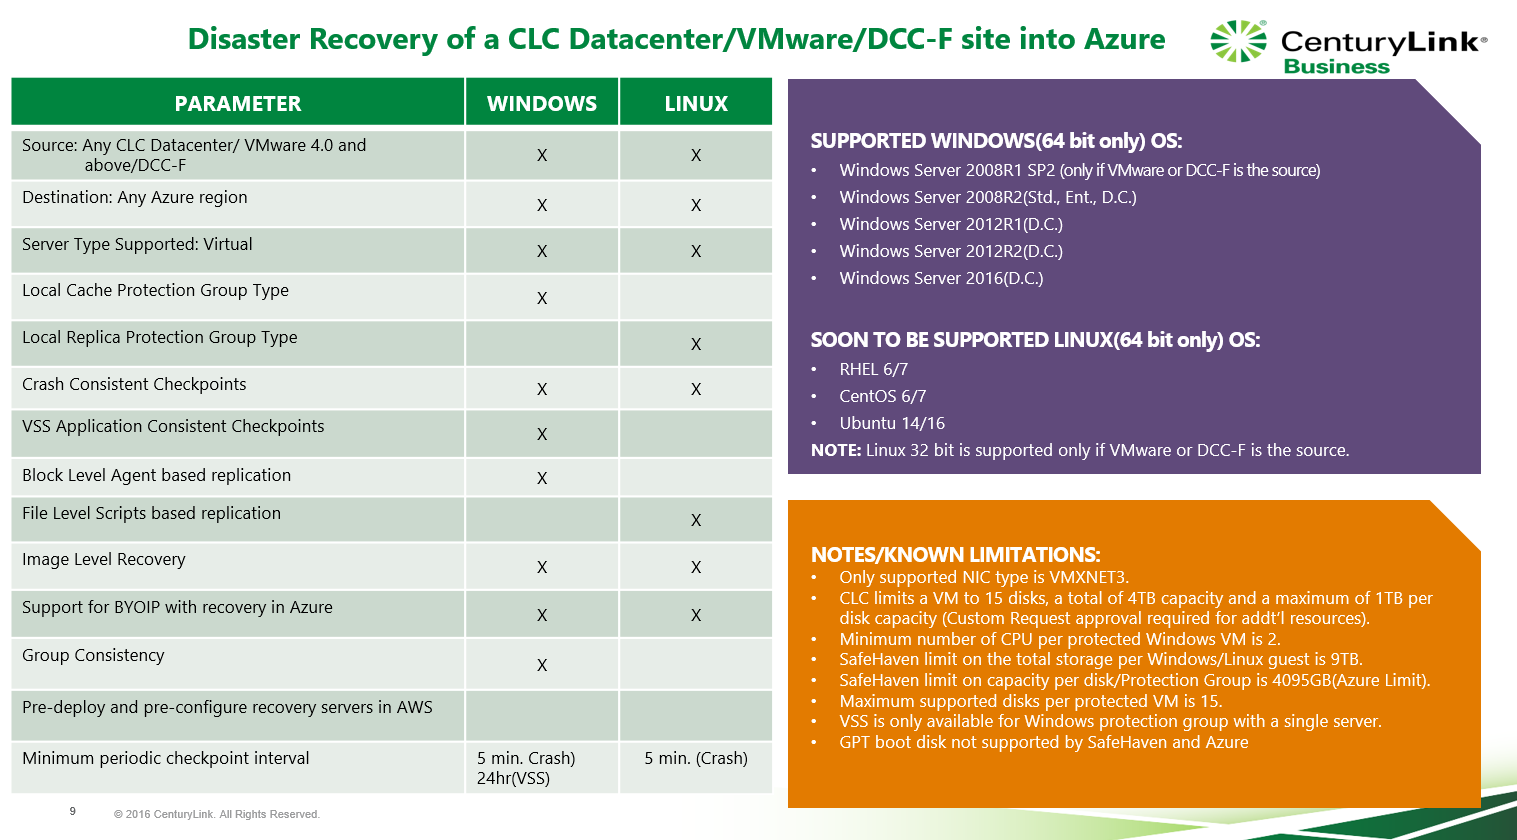 Disaster Recovery of a CLC Datacenter/VMware/DCC-F site into Azure
CenturyLink®
Business
PARAMETER WINDOWS LINUX
Source: Any CLC Datacenter/ VMware 4.0 and
above/DCC-F X X
Destination: Any Azure region X X
Server Type Supported: Virtual X X
Local Cache Protection Group Type X
Local Replica Protection Group Type X
Crash Consistent Checkpoints X X
VSS Application Consistent Checkpoints X
Block Level Agent based replication X
File Level Scripts based replication X
Image Level Recovery X X
Support for BYOIP with recovery in Azure X X
Group Consistency X
Pre-deploy and pre-configure recovery servers in AWS
Minimum periodic checkpoint interval 5 min. Crash) 5 min. (Crash)
24hr(VSS)
SUPPORTED WINDOWS(64 bit only) OS:
• Windows Server 2008R1 SP2 (only if VMware or DCC-F is the source)
• Windows Server 2008R2(Std., Ent., D.C.)
• Windows Server 2012R1(D.C.)
• Windows Server 2012R2(D.C.)
• Windows Server 2016(D.C.)
SOON TO BE SUPPORTED LINUX(64 bit only) OS:
• RHEL 6/7
• CentOS 6/7
• Ubuntu 14/16
NOTE: Linux 32 bit is supported only if VMware or DCC-F is the source.
NOTES/KNOWN LIMITATIONS:
• Only supported NIC type is VMXNET3.
• CLC limits a VM to 15 disks, a total of 4TB capacity and a maximum of 1TB per
disk capacity (Custom Request approval required for addt'l resources).
• Minimum number of CPU per protected Windows VM is 2.
• SafeHaven limit on the total storage per Windows/Linux guest is 9TB.
• SafeHaven limit on capacity per disk/Protection Group is 4095GB(Azure Limit).
• Maximum supported disks per protected VM is 15.
• VSS is only available for Windows protection group with a single server.
• GPT boot disk not supported by SafeHaven and Azure
9 © 2016 CenturyLink. All Rights Reserved.